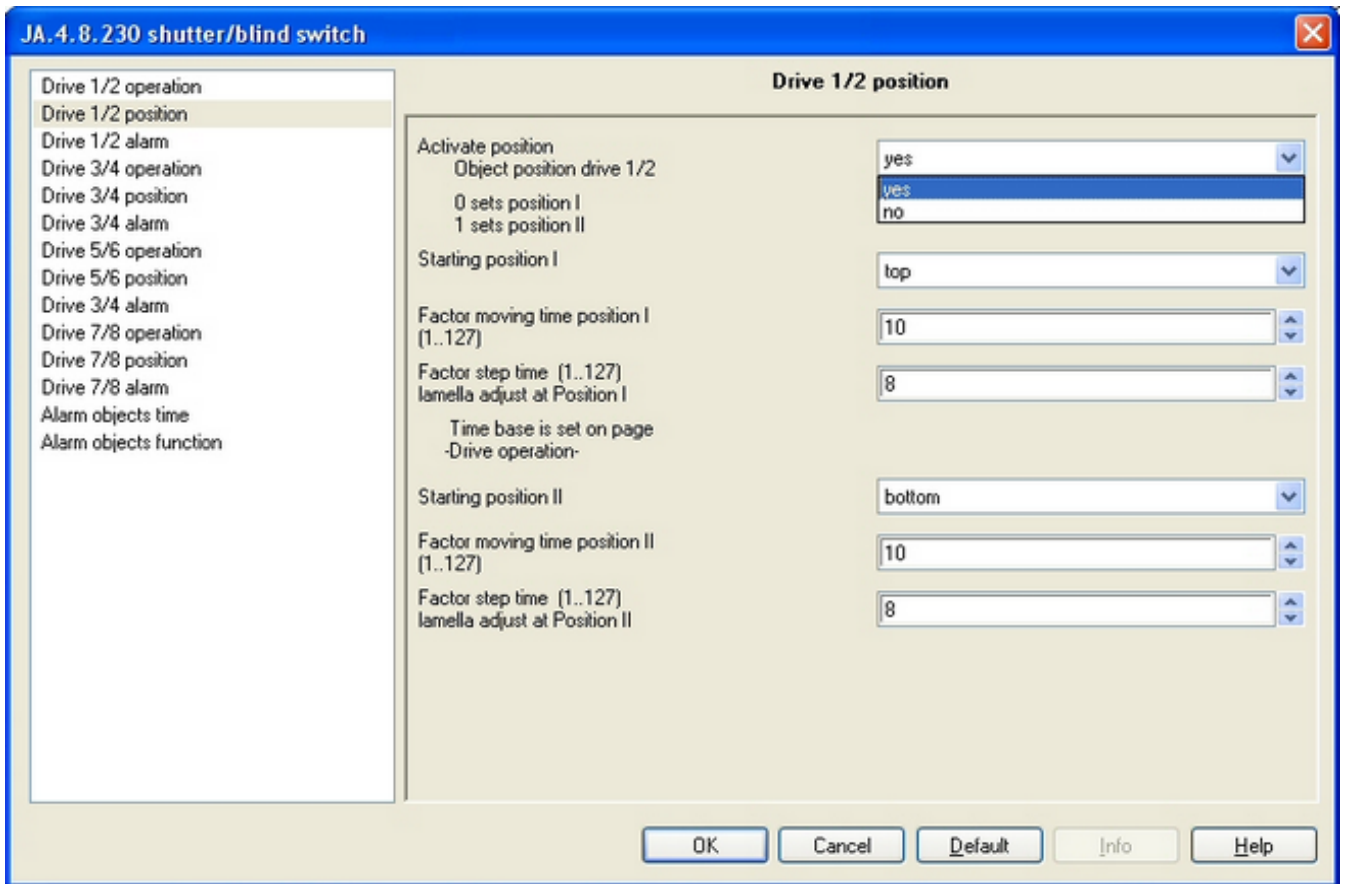 JA.4.8.230 shutter/blind switch
Drive 1/2 operation
Drive 1/2 position
Drive 1/2 alarm
Drive 3/4 operation
Drive 3/4 position
Drive 3/4 alarm
Drive 5/6 operation
Drive 5/6 position
Drive 3/4 alarm
Drive 7/8 operation
Drive 7/8 position
Drive 7/8 alarm
Alarm objects time
Alarm objects function
Drive 1/2 position
Activate position
Object position drive 1/2
0 sets position I
1 sets position II
yes
yes
no
Starting position I
top
Factor moving time position I
(1..127)
10
Factor step time (1..127)
lamella adjust at Position I
8
Time base is set on page
-Drive operation-
Starting position II
bottom
Factor moving time position II
(1..127)
10
Factor step time (1..127)
lamella adjust at Position II
8
OK
Cancel
Default
Info
Help